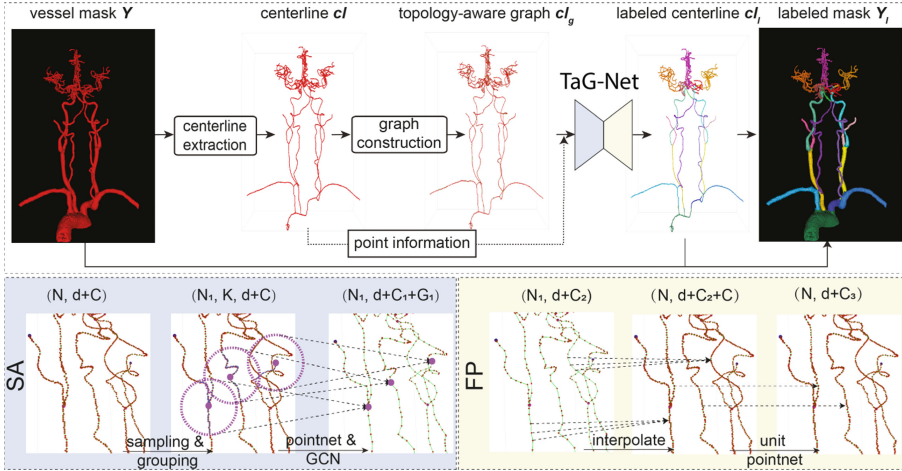 vessel mask Y
centerline cl
topology-aware graph cl_g
labeled centerline cl_l
labeled mask Y_l
centerline
extraction
graph
construction
TaG-Net
point information
SA
(N, d+C)
(N₁, K, d+C)
(N₁, d+C₁+G₁)
sampling &
grouping
pointnet &
GCN
FP
(N₁, d+C₂)
(N, d+C₂+C)
(N, d+C₃)
interpolate
unit
pointnet